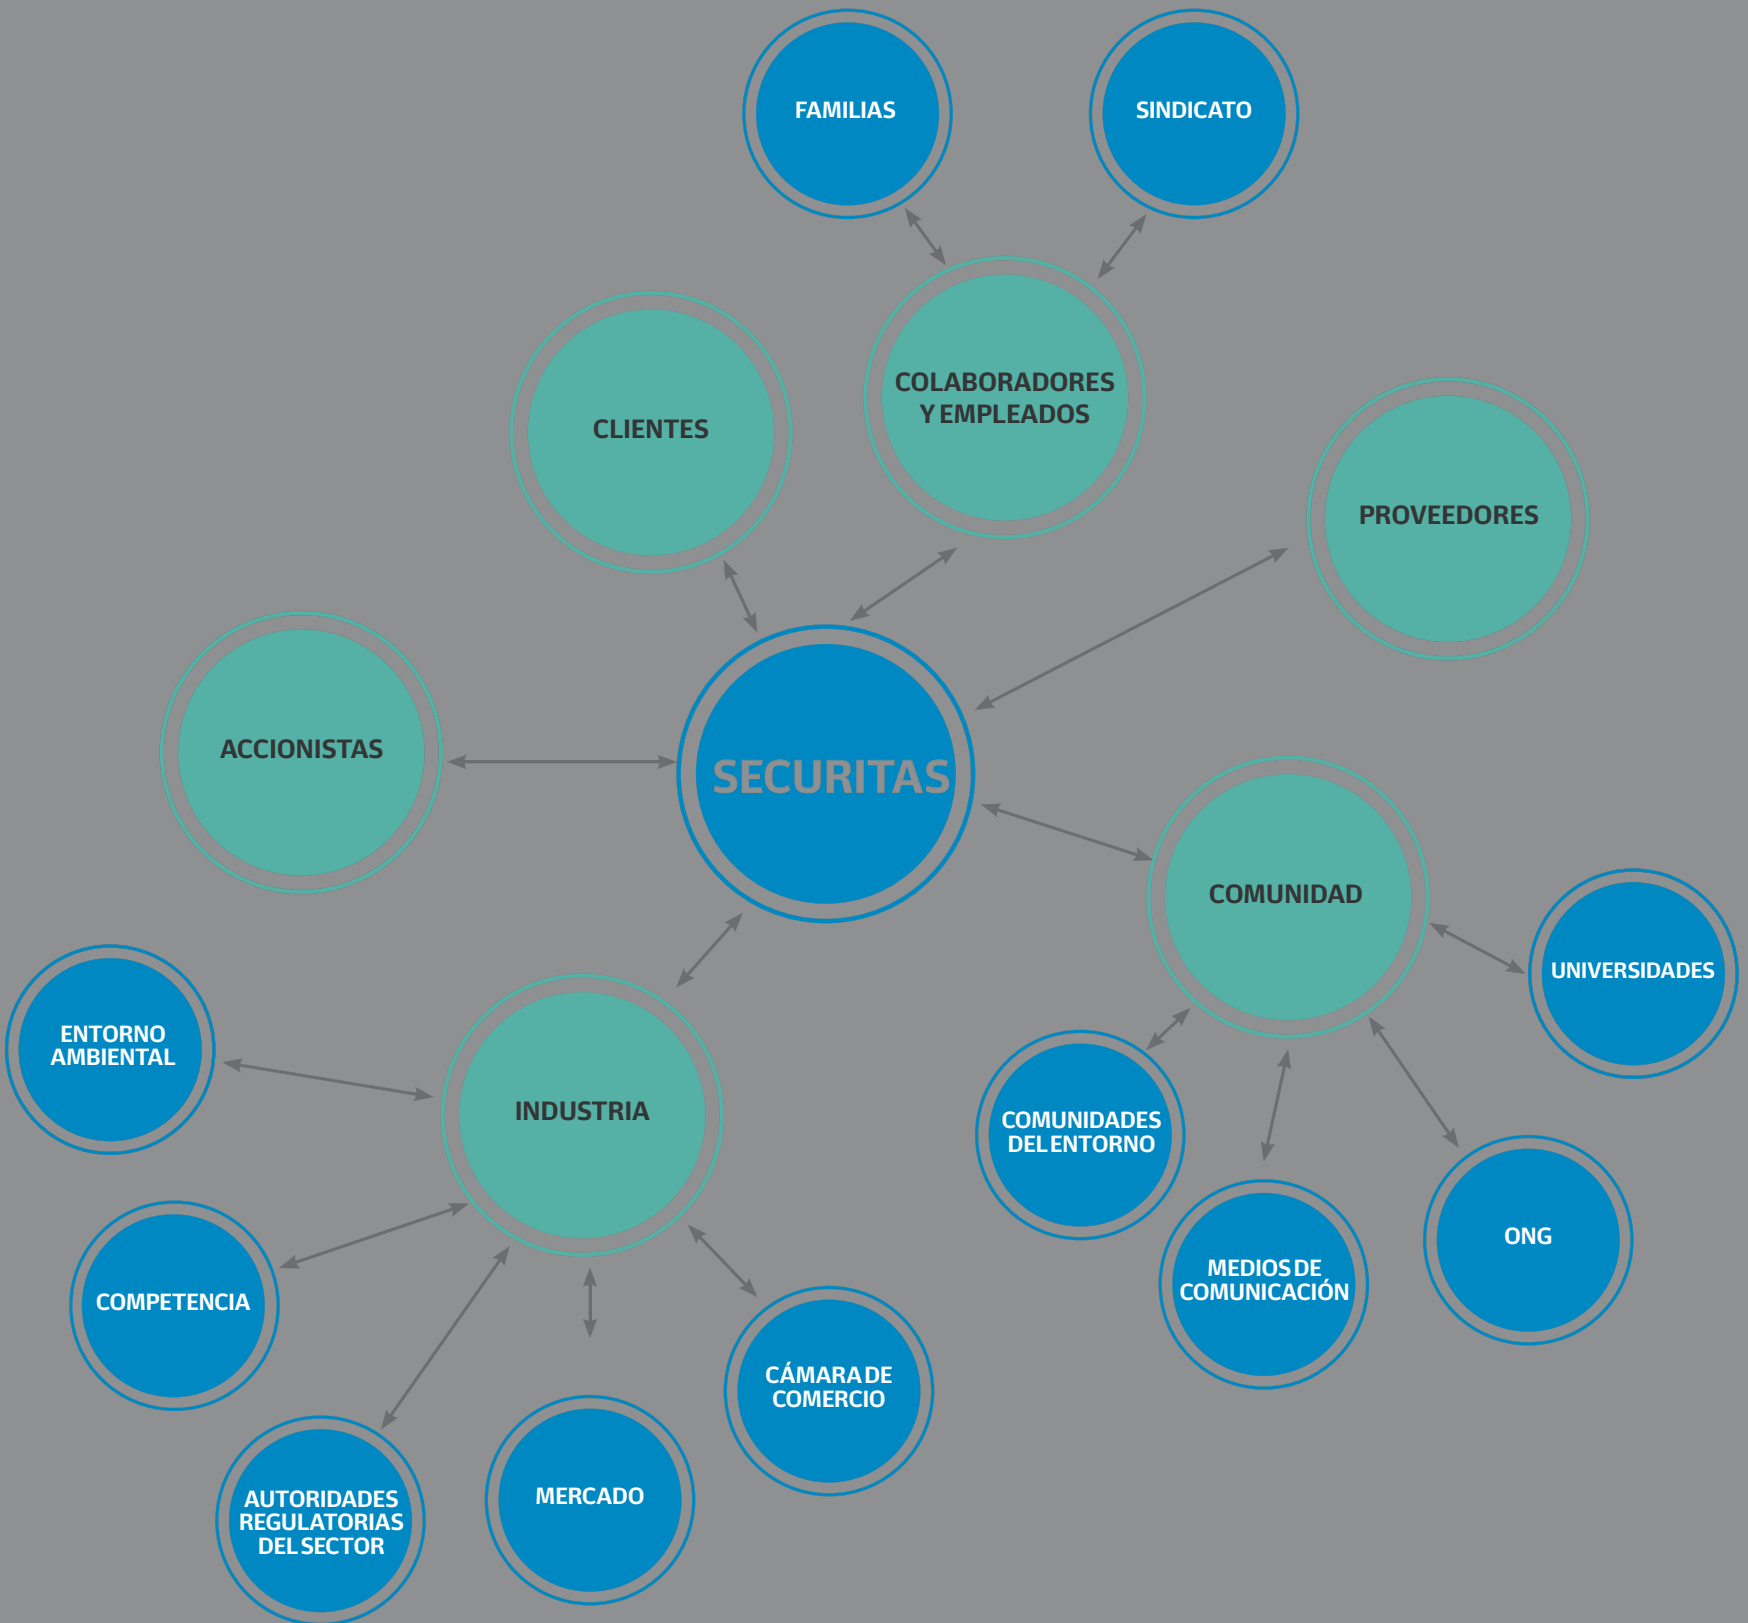 FAMILIAS
SINDICATO
COLABORADORES
Y EMPLEADOS
CLIENTES
PROVEEDORES
ACCIONISTAS
SECURITAS
COMUNIDAD
UNIVERSIDADES
ENTORNO
AMBIENTAL
INDUSTRIA
COMUNIDADES
DEL ENTORNO
ONG
MEDIOS DE
COMUNICACIÓN
COMPETENCIA
CÁMARA DE
COMERCIO
MERCADO
AUTORIDADES
REGULATORIAS
DEL SECTOR